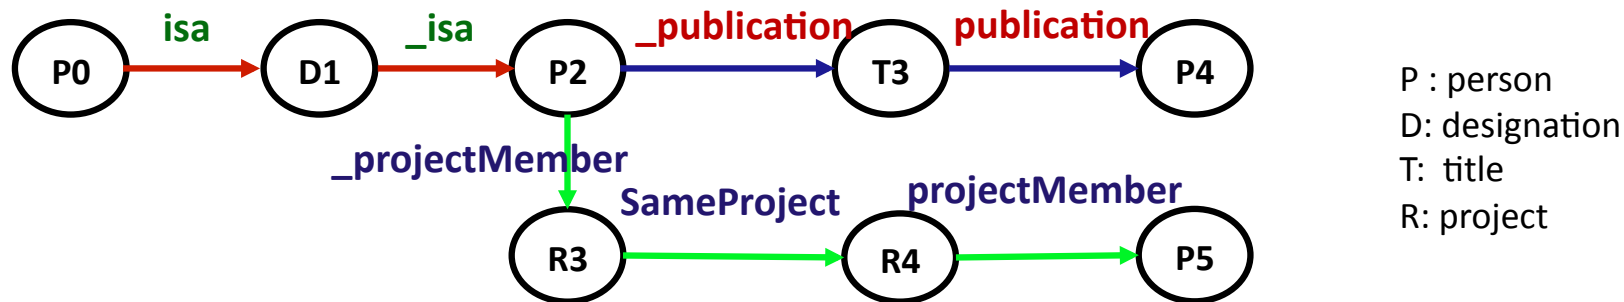 isa _isa _publication publication
P0 D1 P2 T3 P4
_projectMember
SameProject projectMember
R3 R4 P5
P : person
D: designation
T: title
R: project